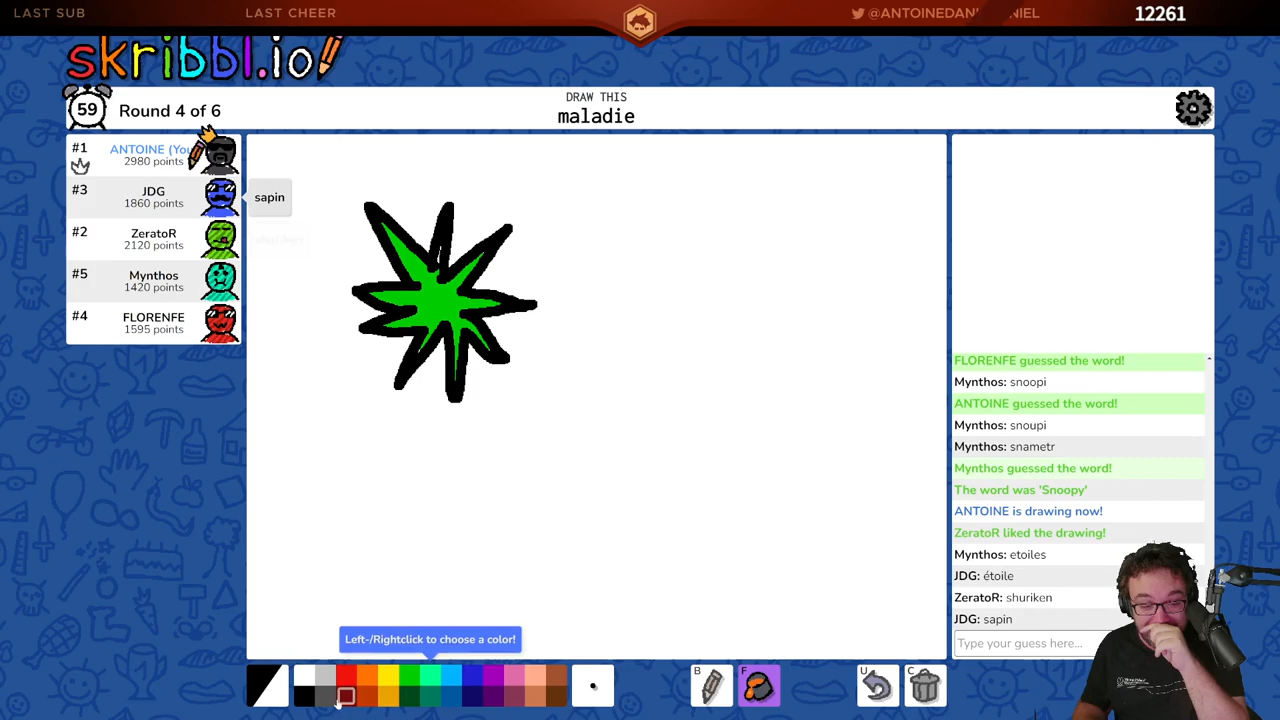 LAST SUB
LAST CHEER
@ANTOINEDAN
NIEL
12261
skribbl.io
59
Round 4 of 6
DRAW THIS
maladie
#1
ANTOINE (You
2980 points
#3
JDG
1860 points
sapin
#2
ZeratoR
2120 points
#5
Mynthos
1420 points
#4
FLORENFE
1595 points
FLORENFE guessed the word!
Mynthos: snoopi
ANTOINE guessed the word!
Mynthos: snoupi
Mynthos: snametr
Mynthos guessed the word!
The word was 'Snoopy'
ANTOINE is drawing now!
ZeratoR liked the drawing!
Mynthos: etoiles
JDG: étoile
ZeratoR: shuriken
JDG: sapin
Type your guess here...
Left-/Rightclick to choose a color!
B
F
U
C